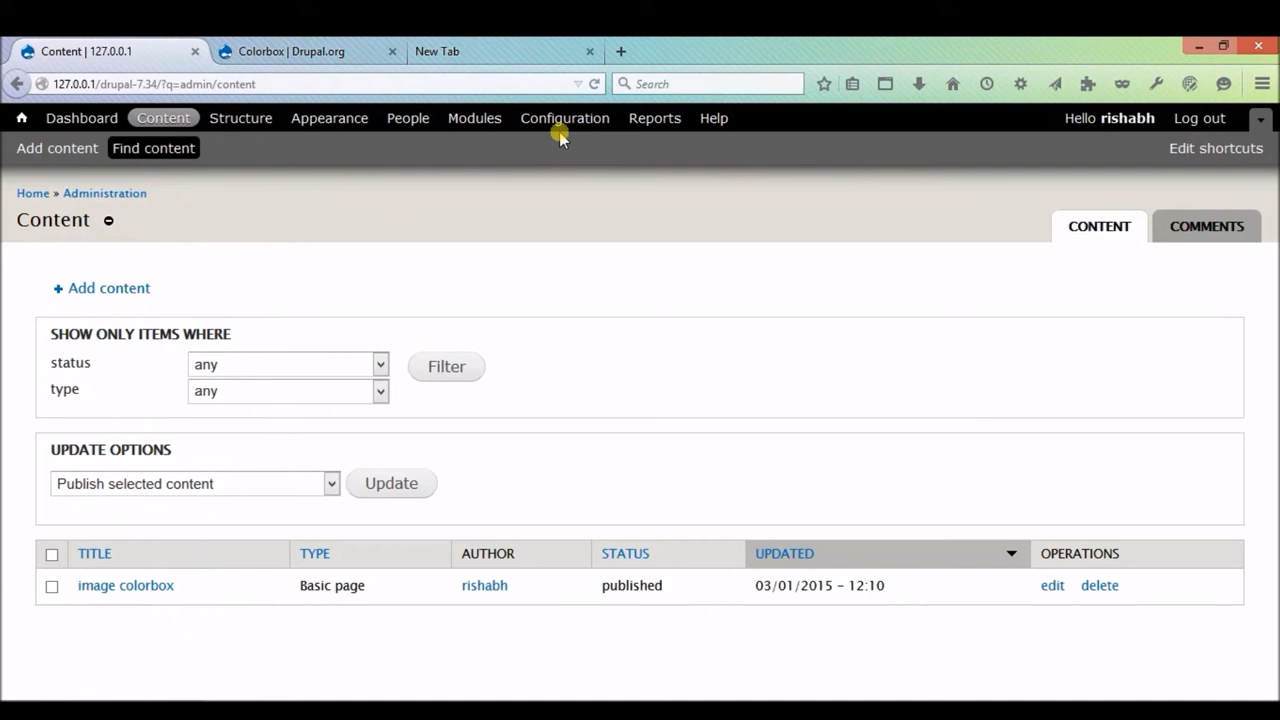 Content | 127.0.0.1 Colorbox | Drupal.org New Tab
127.0.0.1/drupal-7.34/?q=admin/content Search
Dashboard Content Structure Appearance People Modules Configuration Reports Help Hello rishabh Log out
Add content Find content Edit shortcuts
Home » Administration
Content
CONTENT COMMENTS
Add content
SHOW ONLY ITEMS WHERE
status any Filter
type any
UPDATE OPTIONS
Publish selected content Update
TITLE TYPE AUTHOR STATUS UPDATED OPERATIONS
image colorbox Basic page rishabh published 03/01/2015 - 12:10 edit delete